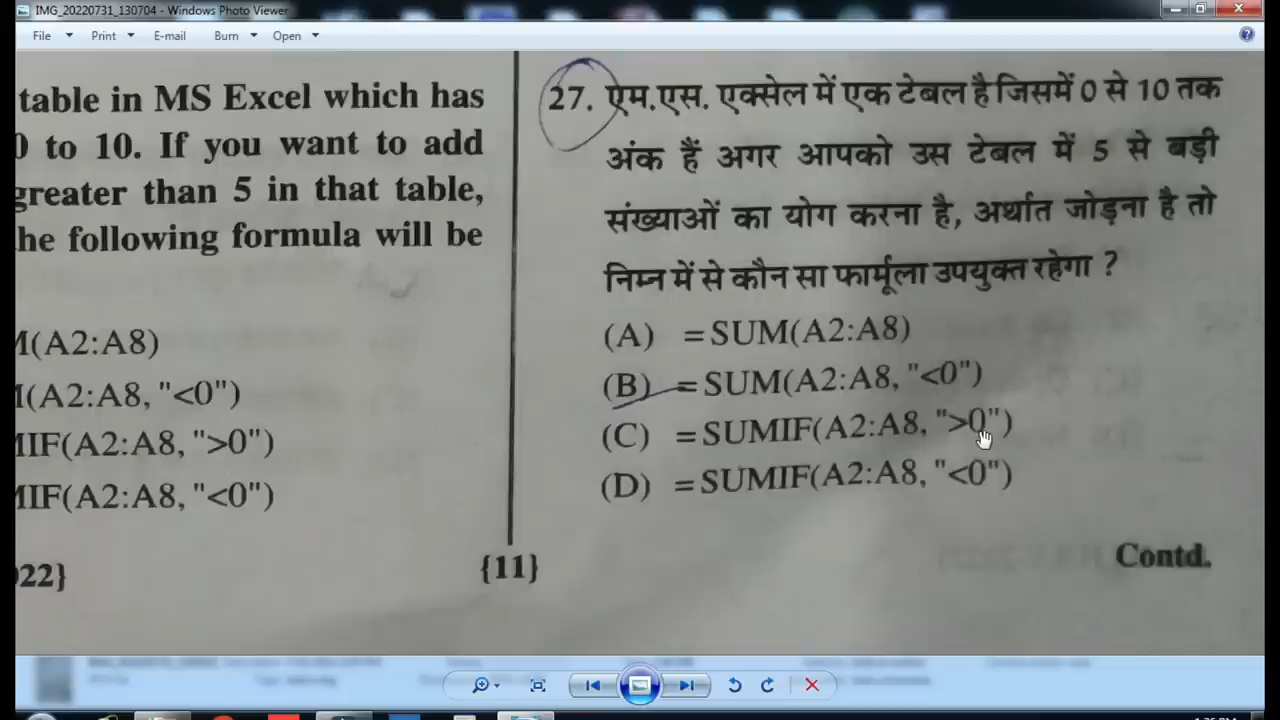 IMG_20220731_130704 - Windows Photo Viewer
File Print E-mail Burn Open
table in MS Excel which has
0 to 10. If you want to add
greater than 5 in that table,
he following formula will be
M(A2:A8)
M(A2:A8, "<0")
MIF(A2:A8, ">0")
MIF(A2:A8, "<0")
022}
27. ऐम.एस. एक्सेल में एक टेबल है जिसमें 0 से 10 तक
अंक हैं अगर आपको उस टेबल में 5 से बड़ी
संख्याओं का योग करना है, अर्थात जोड़ना है तो
निम्न में से कौन सा फार्मूला उपयुक्त रहेगा ?
(A) =SUM(A2:A8)
(B) =SUM(A2:A8, "<0")
(C) =SUMIF(A2:A8, ">0")
(D) =SUMIF(A2:A8, "<0")
{11}
Contd.